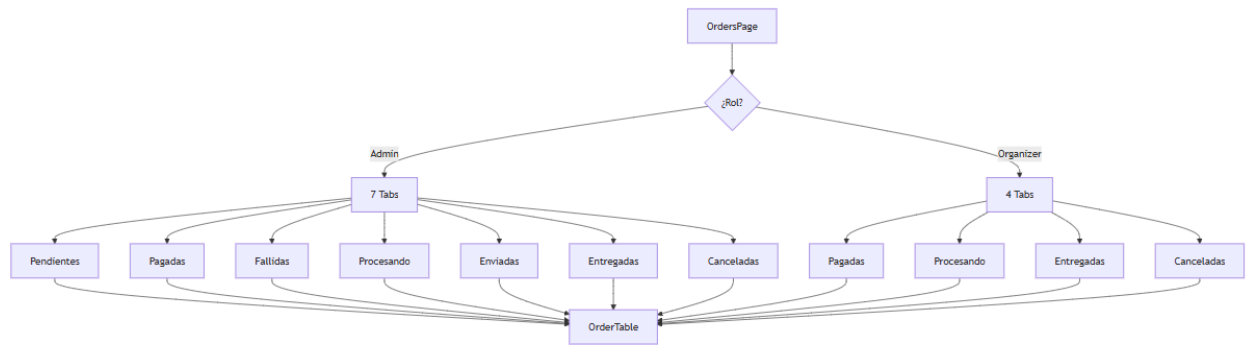 OrdersPage
¿Rol?
Admin
Organizer
7 Tabs
4 Tabs
Pendientes
Pagadas
Fallidas
Procesando
Enviadas
Entregadas
Canceladas
Pagadas
Procesando
Entregadas
Canceladas
OrderTable